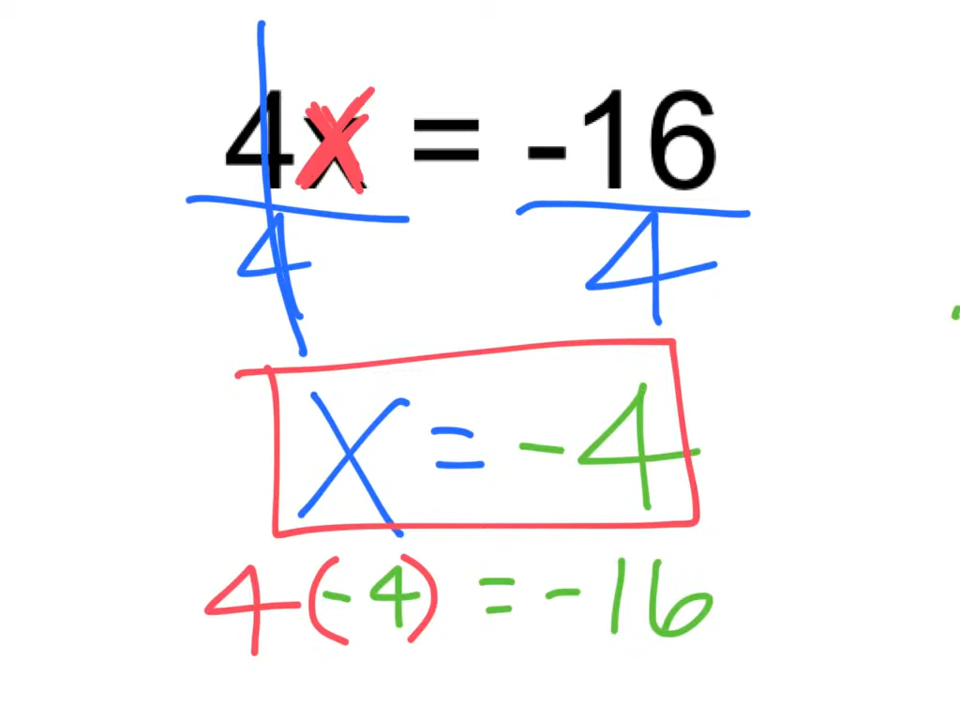 4x = -16
4 4
x = -4
4(-4) = -16